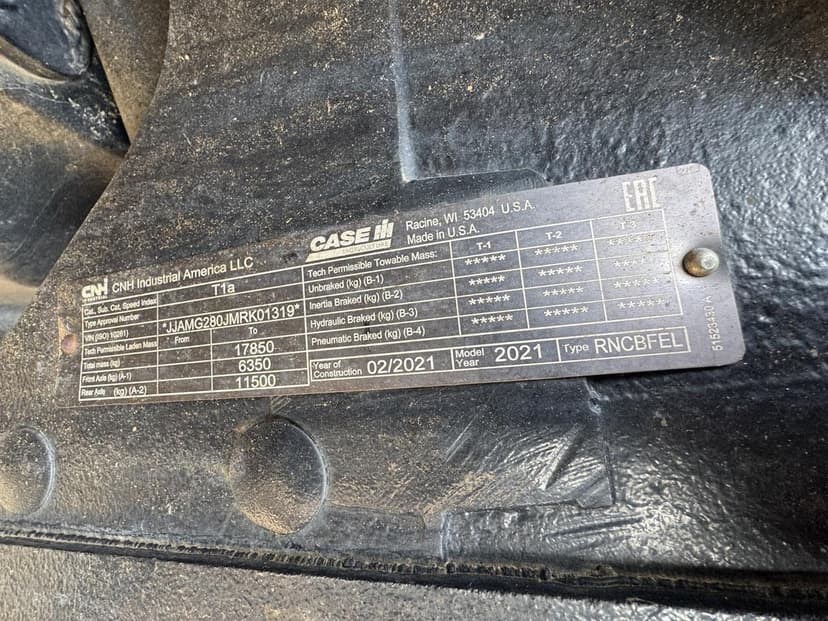 CNH INDUSTRIAL CNH Industrial America LLC
CASE IH AGRICULTURE
Racine, WI 53404 U.S.A.
Made in U.S.A.
EAC
Cat., Sub. Cat, Speed Index T1a
Type Approval Number
VIN (ISO) 10261) *JJAMG280JMRK01319*
From To
Tech Permissible Laden Mass
Total mass (kg) 17850
Front Axle (kg) (A-1) 6350
Rear Axle (kg) (A-2) 11500
Tech Permissible Towable Mass: T-1 T-2 T-3
Unbraked (kg) (B-1) ***** ***** *****
Inertia Braked (kg) (B-2) ***** ***** *****
Hydraulic Braked (kg) (B-3) ***** ***** *****
Pneumatic Braked (kg) (B-4) ***** ***** *****
Year of Construction 02/2021 Model Year 2021 Type RNCBFEL
51523430 A